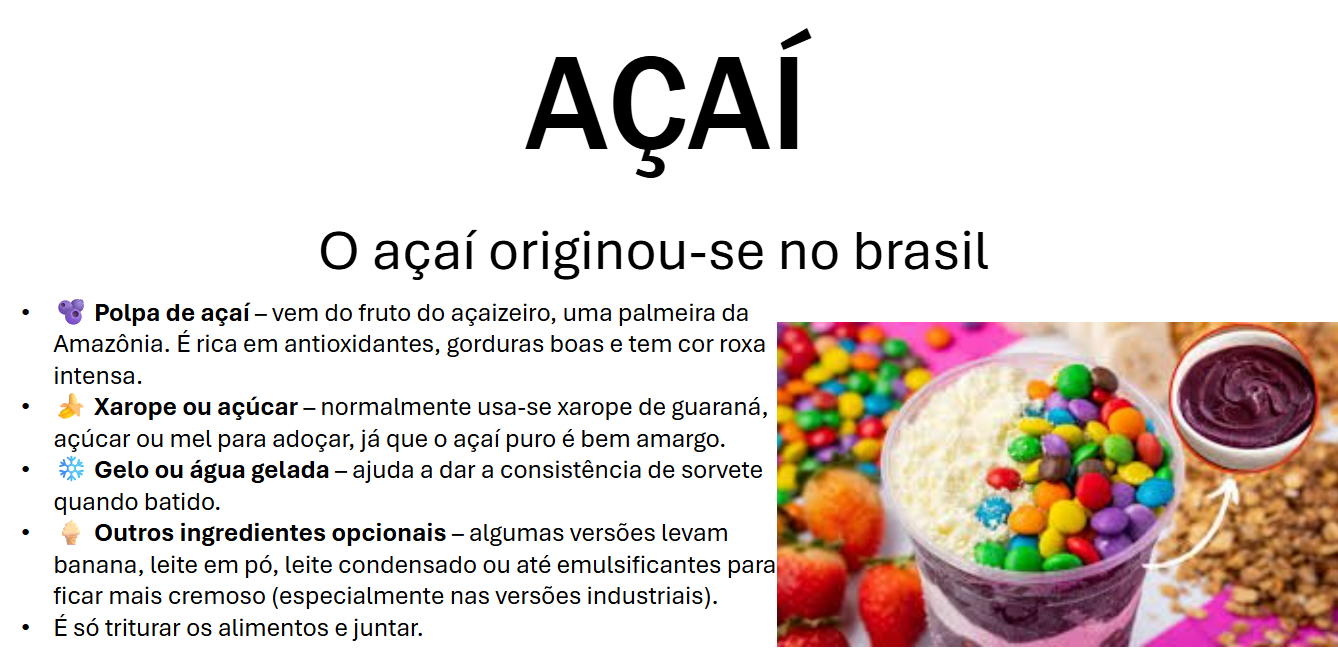 AÇAÍ
O açaí originou-se no brasil
• 🫐 Polpa de açaí – vem do fruto do açaizeiro, uma palmeira da
Amazônia. É rica em antioxidantes, gorduras boas e tem cor roxa
intensa.
• 🍌 Xarope ou açúcar – normalmente usa-se xarope de guaraná,
açúcar ou mel para adoçar, já que o açaí puro é bem amargo.
• ❄️ Gelo ou água gelada – ajuda a dar a consistência de sorvete
quando batido.
• 🍦 Outros ingredientes opcionais – algumas versões levam
banana, leite em pó, leite condensado ou até emulsificantes para
ficar mais cremoso (especialmente nas versões industriais).
• É só triturar os alimentos e juntar.